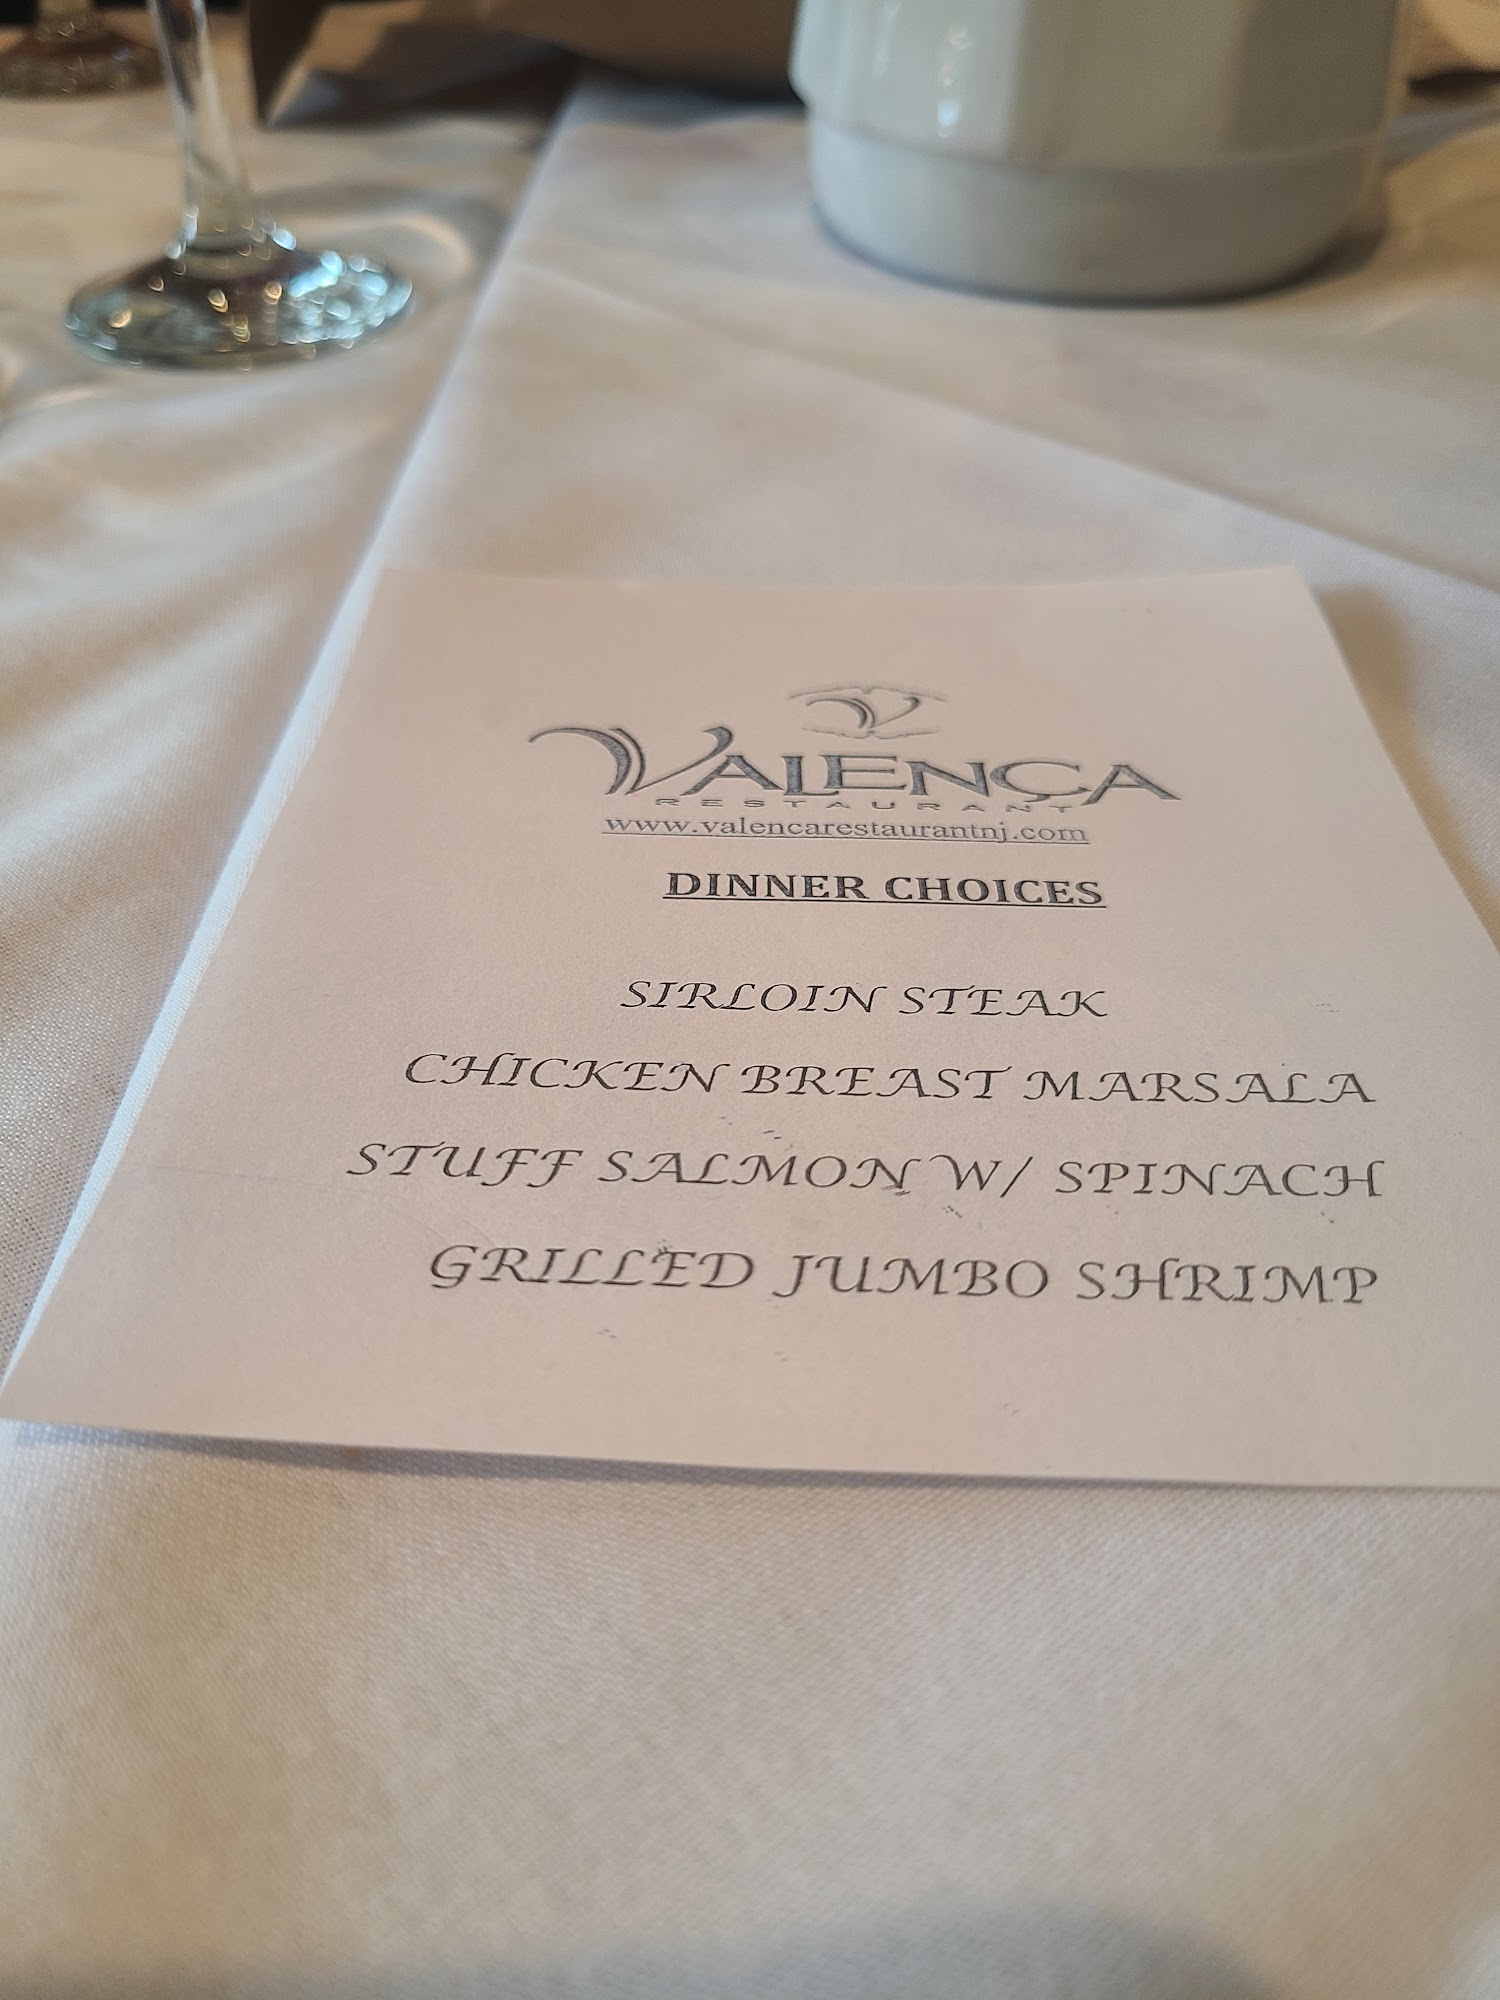 VALENÇA
RESTAURANT
www.valencarestaurantnj.com
DINNER CHOICES
SIRLOIN STEAK
CHICKEN BREAST MARSALA
STUFF SALMON W/ SPINACH
GRILLED JUMBO SHRIMP